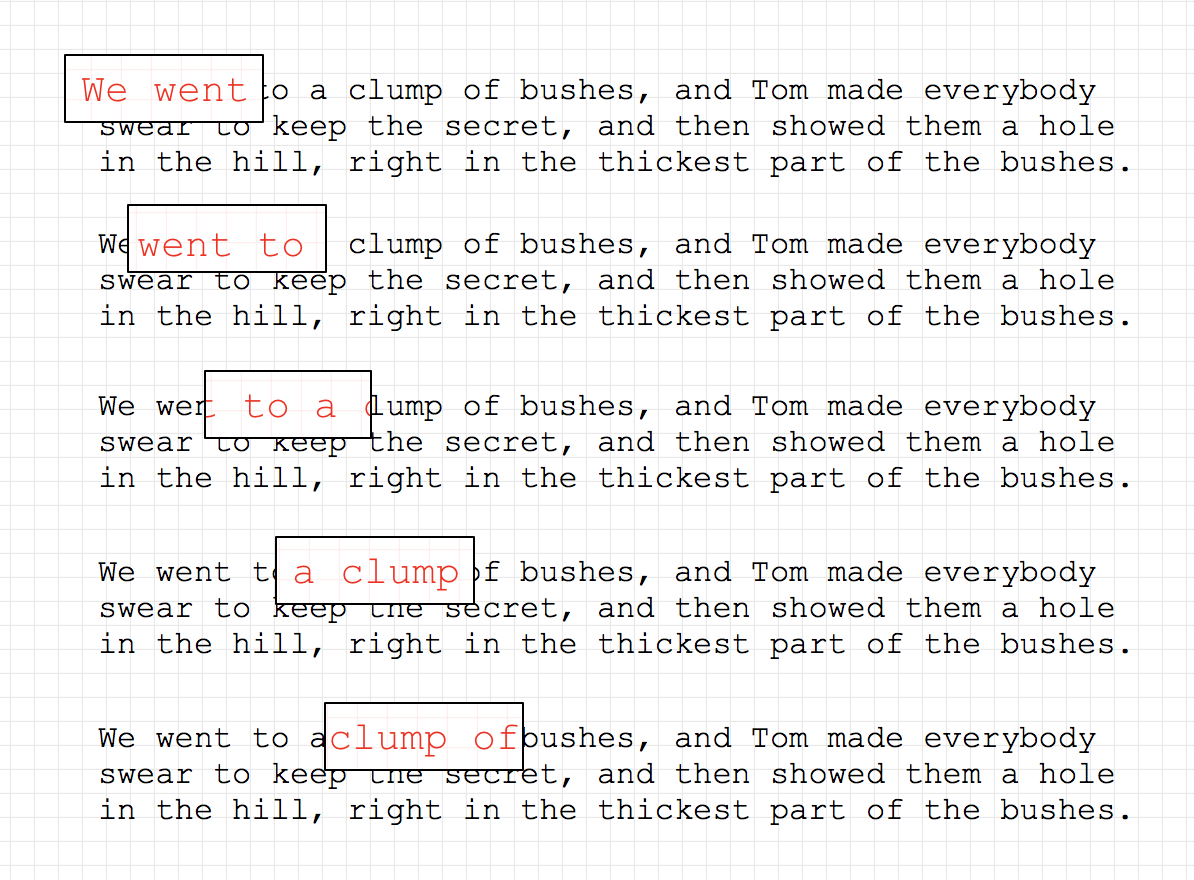 We went to a clump of bushes, and Tom made everybody
swear to keep the secret, and then showed them a hole
in the hill, right in the thickest part of the bushes.
We went to clump of bushes, and Tom made everybody
swear to keep the secret, and then showed them a hole
in the hill, right in the thickest part of the bushes.
We wen t to a clump of bushes, and Tom made everybody
swear to keep the secret, and then showed them a hole
in the hill, right in the thickest part of the bushes.
We went to a clump of bushes, and Tom made everybody
swear to keep the secret, and then showed them a hole
in the hill, right in the thickest part of the bushes.
We went to a clump of bushes, and Tom made everybody
swear to keep the secret, and then showed them a hole
in the hill, right in the thickest part of the bushes.